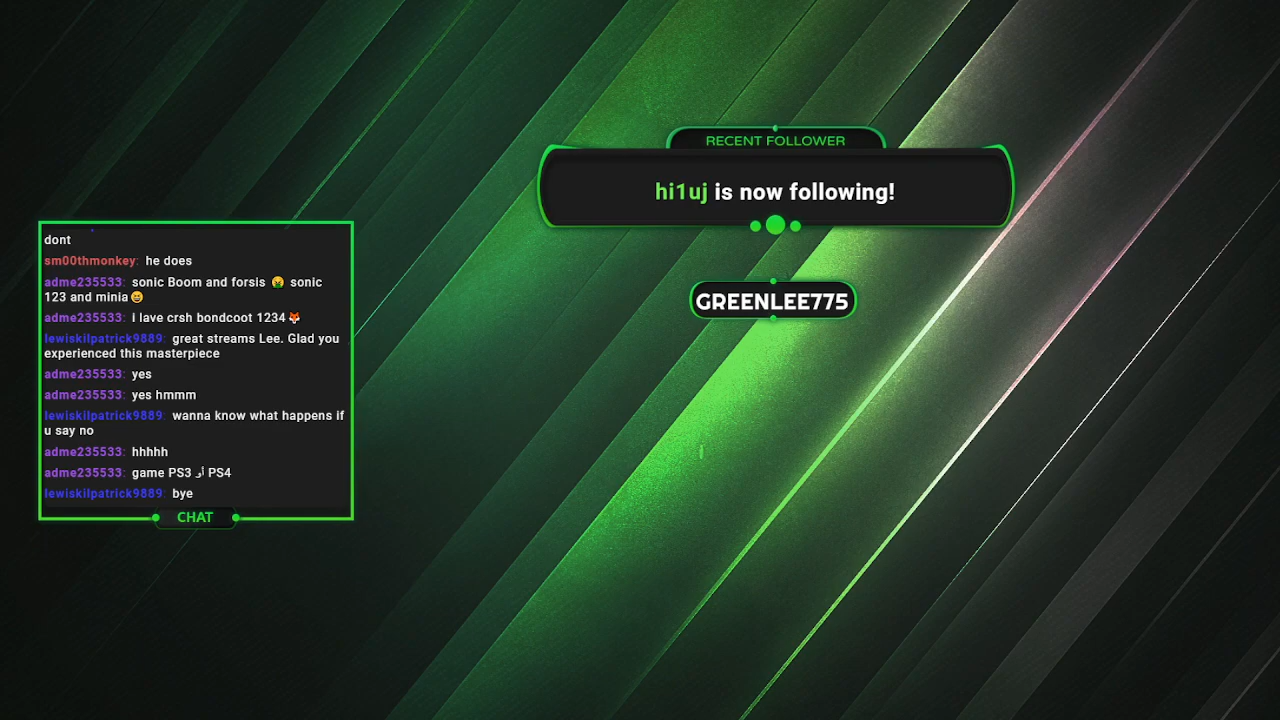 RECENT FOLLOWER
hi1uj is now following!
GREENLEE775
dont
sm00thmonkey: he does
adme235533: sonic Boom and forsis 🤮 sonic
123 and minia😄
adme235533: i lave crsh bondcoot 1234🦊
lewiskilpatrick9889: great streams Lee. Glad you
experienced this masterpiece
adme235533: yes
adme235533: yes hmmm
lewiskilpatrick9889: wanna know what happens if
u say no
adme235533: hhhhh
adme235533: game PS3 أو PS4
lewiskilpatrick9889: bye
CHAT